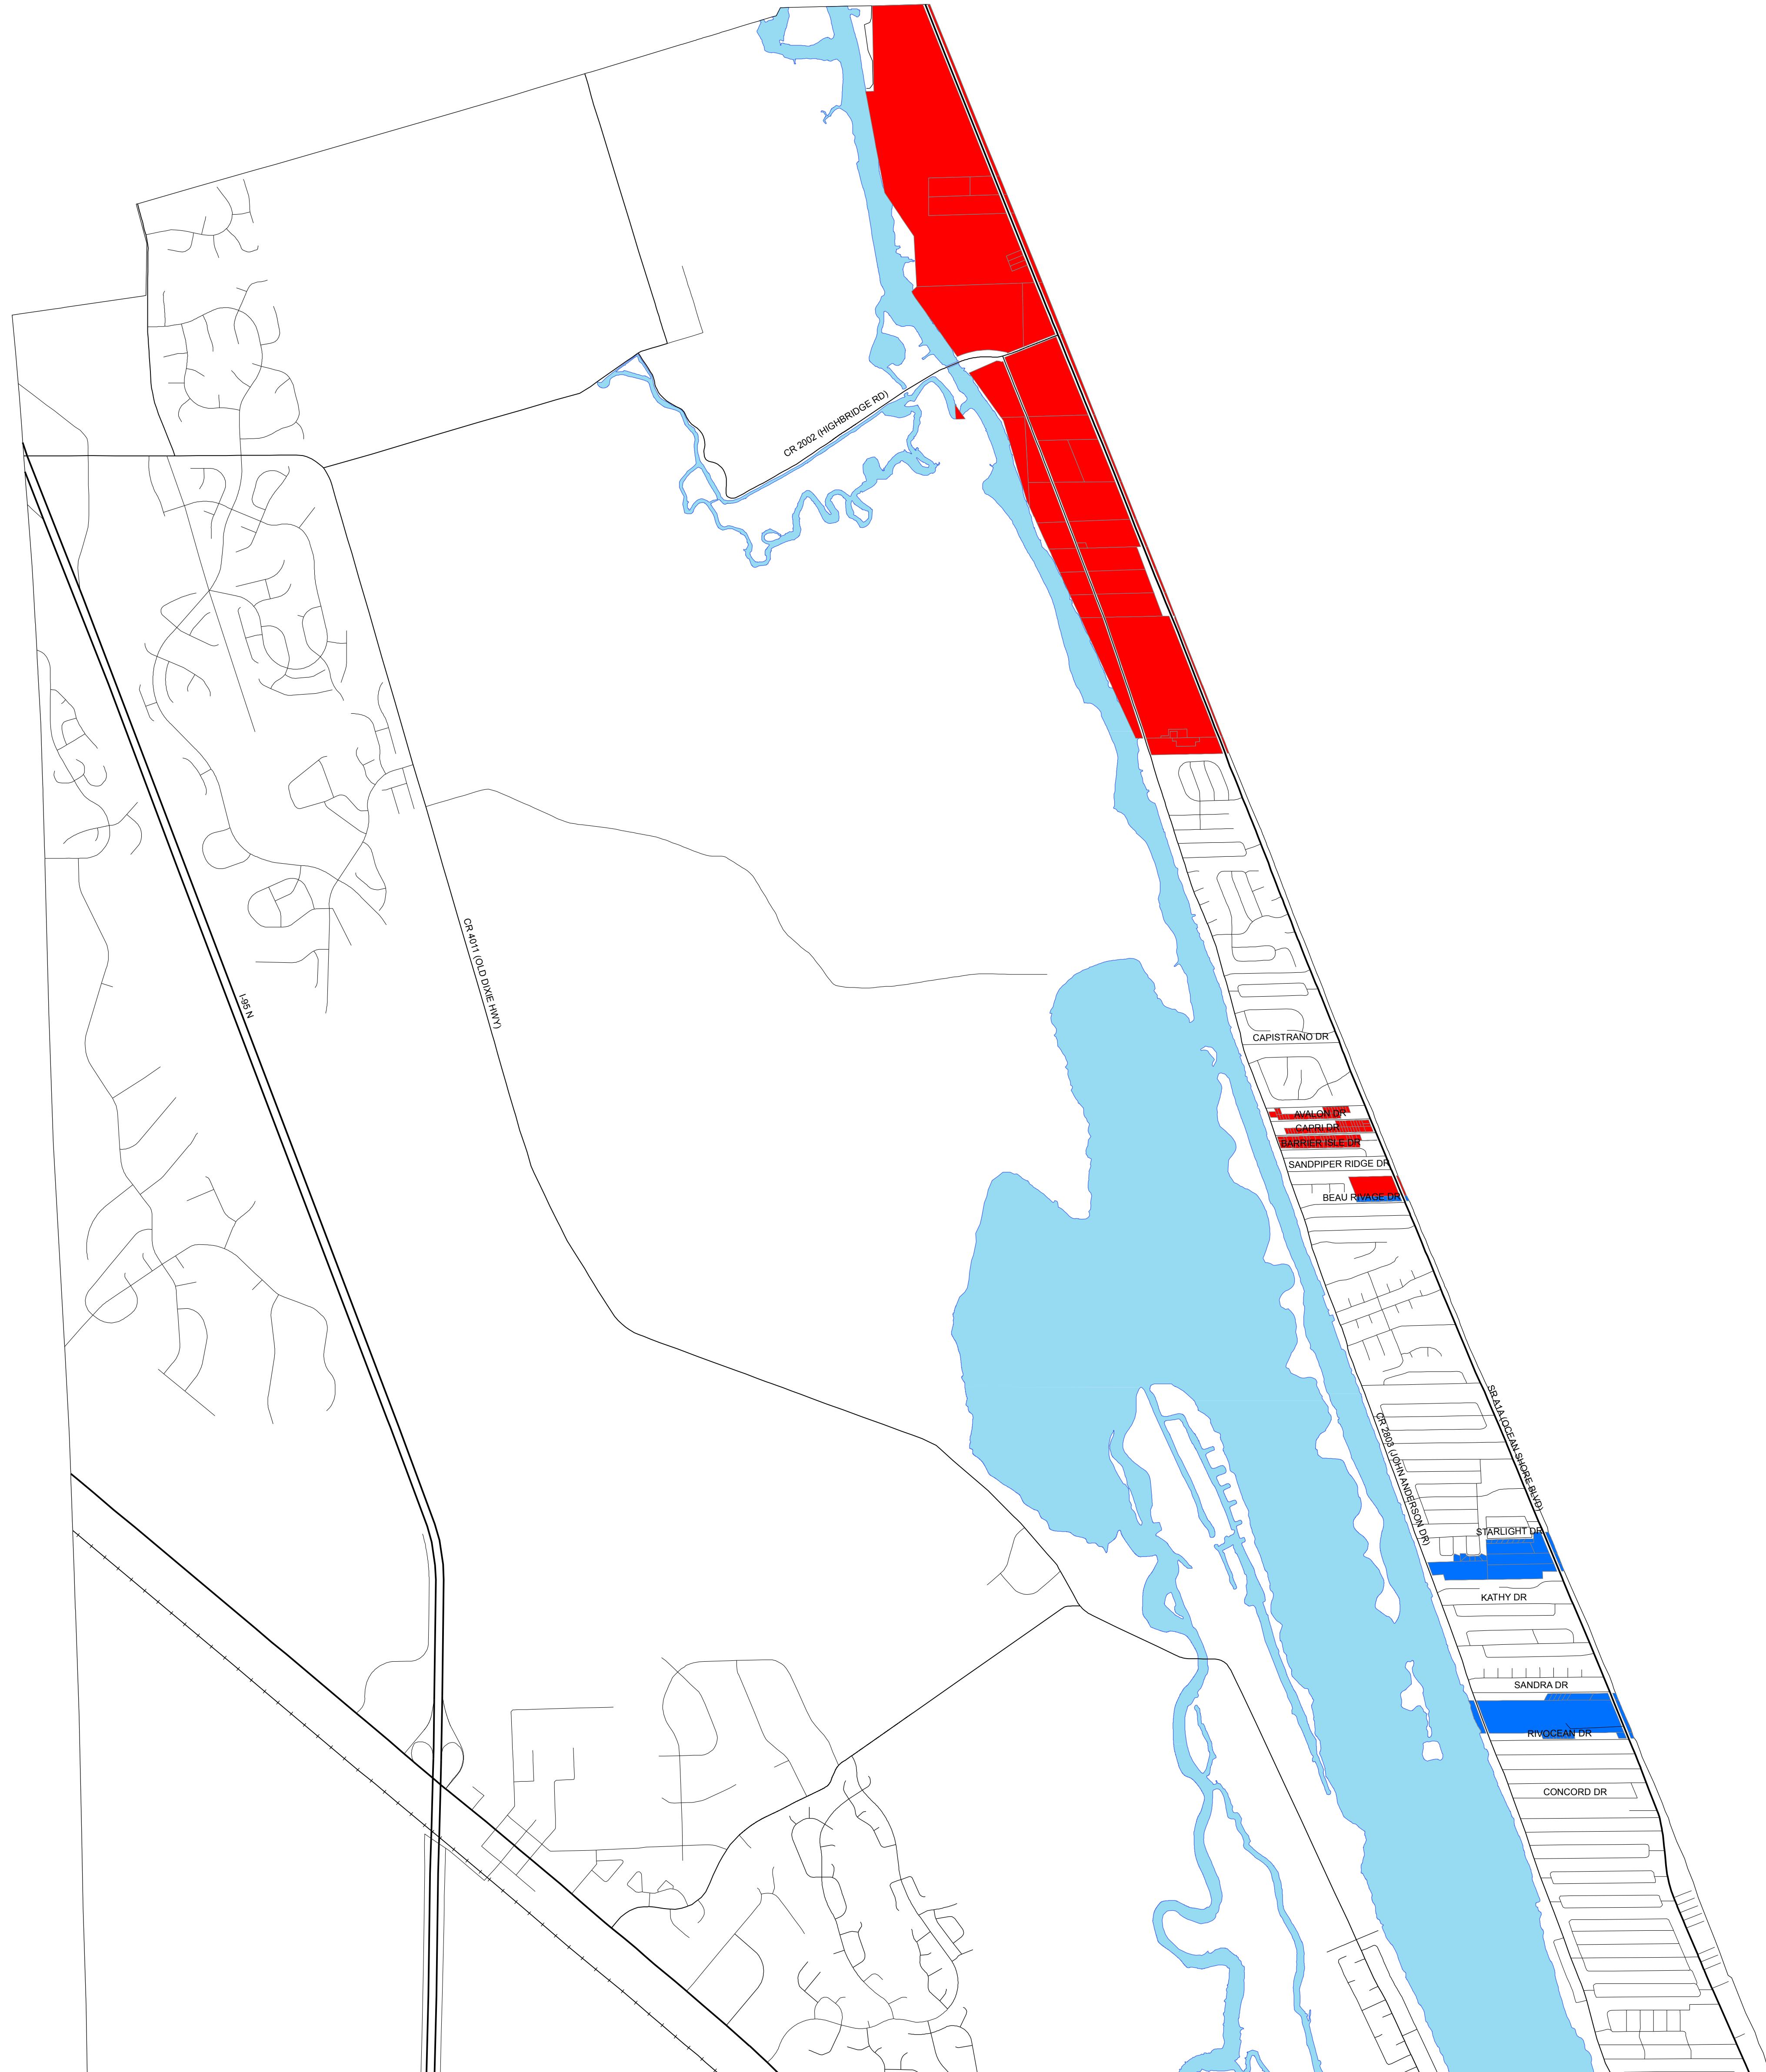 CR 2002 (HIGHBRIDGE RD)
CR 4011 (OLD DIXIE HWY)
I-95 N
CAPISTRANO DR
AVALON DR
CAPRI DR
BARRIER ISLE DR
SANDPIPER RIDGE DR
BEAU RIVAGE DR
SR A1A (OCEAN SHORE BLVD)
CR 2803 (JOHN ANDERSON DR)
STARLIGHT DR
KATHY DR
SANDRA DR
RIVOCEAN DR
CONCORD DR